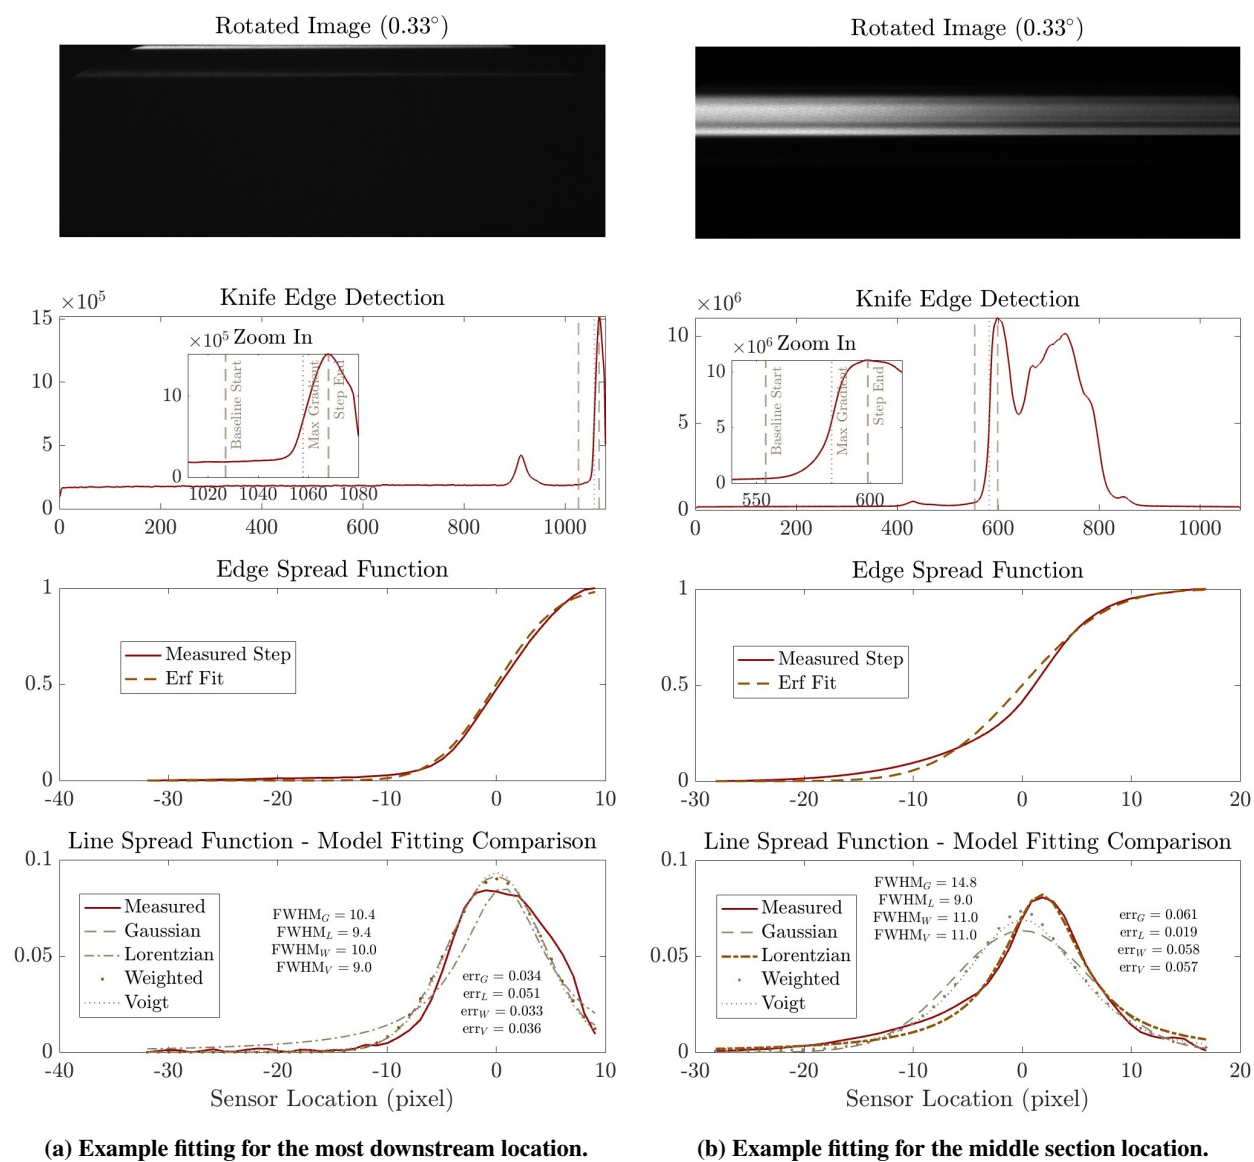 Rotated Image (0.33°)
Knife Edge Detection
×10⁵
15
10
5
0
0
200
400
600
800
1000
×10⁵ Zoom In
10
0
1020
1040
1060
1080
Baseline Start
Max Gradient
Step End
Edge Spread Function
1
0.5
0
-40
-30
-20
-10
0
10
Measured Step
Erf Fit
Line Spread Function - Model Fitting Comparison
0.1
0.05
0
Measured
Gaussian
Lorentzian
Weighted
Voigt
FWHM_G = 10.4
FWHM_L = 9.4
FWHM_W = 10.0
FWHM_V = 9.0
err_G = 0.034
err_L = 0.051
err_W = 0.033
err_V = 0.036
-40
-30
-20
-10
0
10
Sensor Location (pixel)
(a) Example fitting for the most downstream location.
Rotated Image (0.33°)
Knife Edge Detection
×10⁶
10
5
0
0
200
400
600
800
1000
×10⁶ Zoom In
10
5
0
550
600
Baseline Start
Max Gradient
Step End
Edge Spread Function
1
0.5
0
-30
-20
-10
0
10
20
Measured Step
Erf Fit
Line Spread Function - Model Fitting Comparison
0.1
0.05
0
Measured
Gaussian
Lorentzian
Weighted
Voigt
FWHM_G = 14.8
FWHM_L = 9.0
FWHM_W = 11.0
FWHM_V = 11.0
err_G = 0.061
err_L = 0.019
err_W = 0.058
err_V = 0.057
-30
-20
-10
0
10
20
Sensor Location (pixel)
(b) Example fitting for the middle section location.